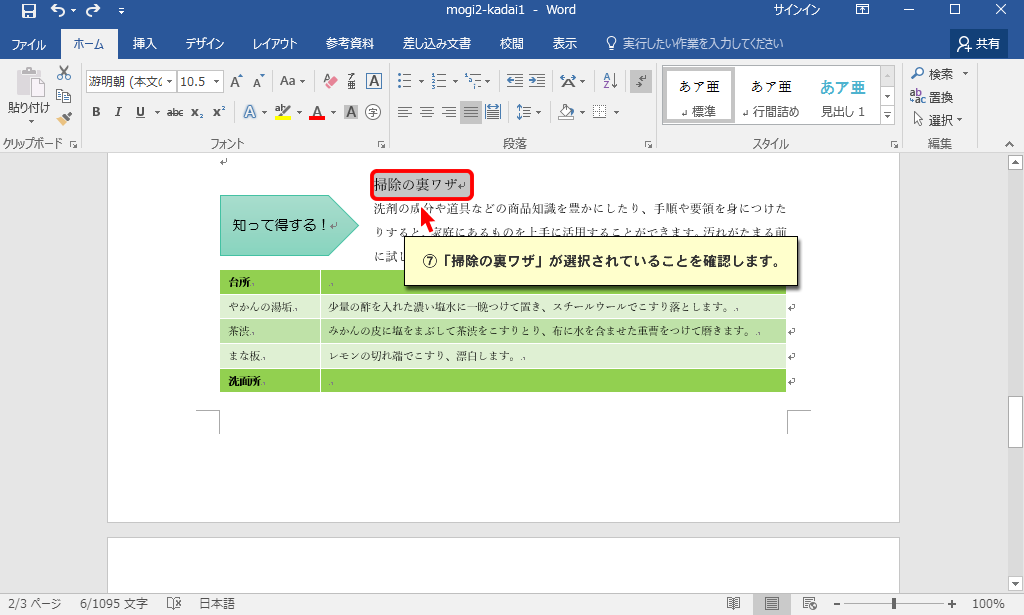 mogi2-kadai1 - Word
サインイン
ファイル ホーム 挿入 デザイン レイアウト 参考資料 差し込み文書 校閲 表示 実行したい作業を入力してください 共有
貼り付け
游明朝 (本文(
10.5
Aa
B I U abc
標準
行間詰め
見出し 1
検索
置換
選択
クリップボード フォント 段落 スタイル 編集
掃除の裏ワザ
知って得する！
洗剤の成分や道具などの商品知識を豊かにしたり、手順や要領を身につけた
りすると、家庭にあるものを上手に活用することができます。汚れがたまる前
に試し
⑦「掃除の裏ワザ」が選択されていることを確認します。
台所
やかんの湯垢 少量の酢を入れた濃い塩水に一晩つけて置き、スチールウールでこすり落とします。
茶渋 みかんの皮に塩をまぶして茶渋をこすりとり、布に水を含ませた重曹をつけて磨きます。
まな板 レモンの切れ端でこすり、漂白します。
洗面所
2/3 ページ 6/1095 文字 日本語 100%